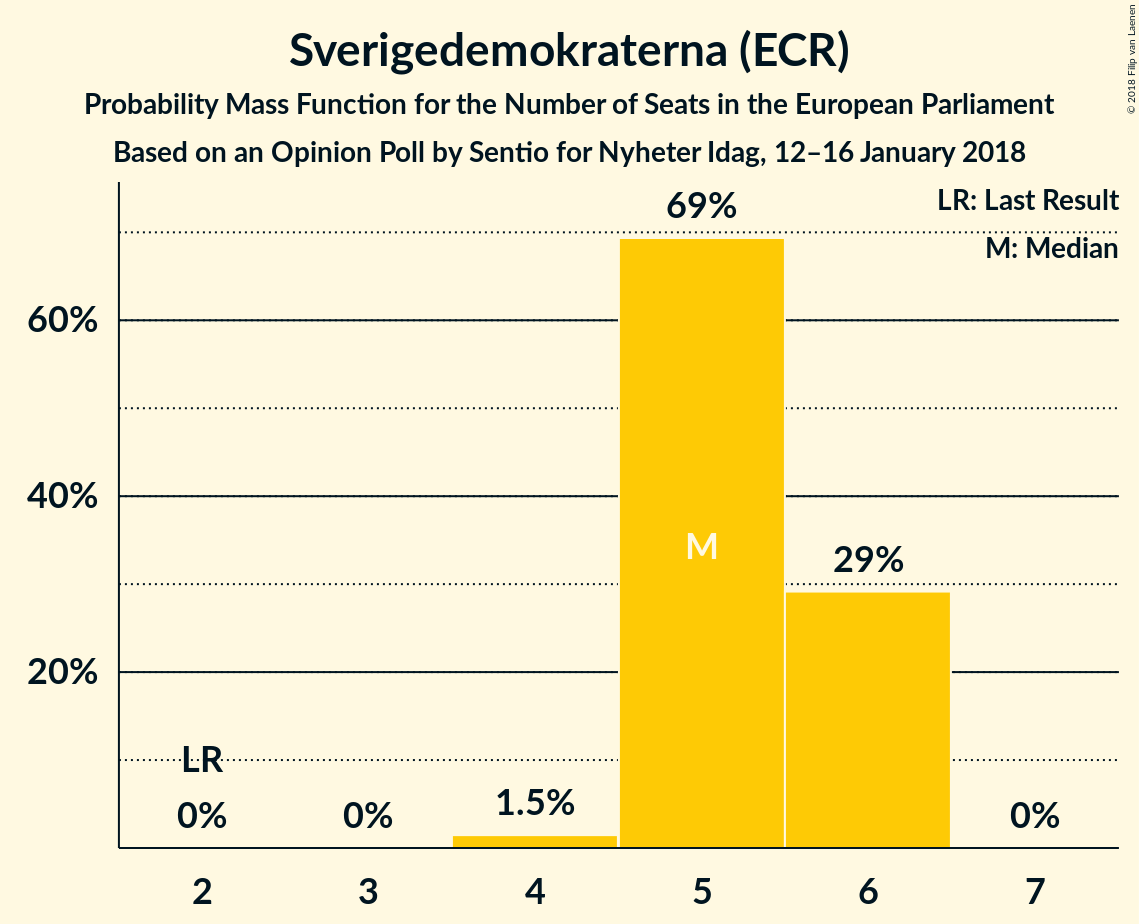 Sverigedemokraterna (ECR)
Probability Mass Function for the Number of Seats in the European Parliament
Based on an Opinion Poll by Sentio for Nyheter Idag, 12–16 January 2018
© 2018 Filip van Laenen
LR: Last Result
M: Median
69%
60%
40%
M
29%
20%
LR
0%
0%
1.5%
0%
2
3
4
5
6
7